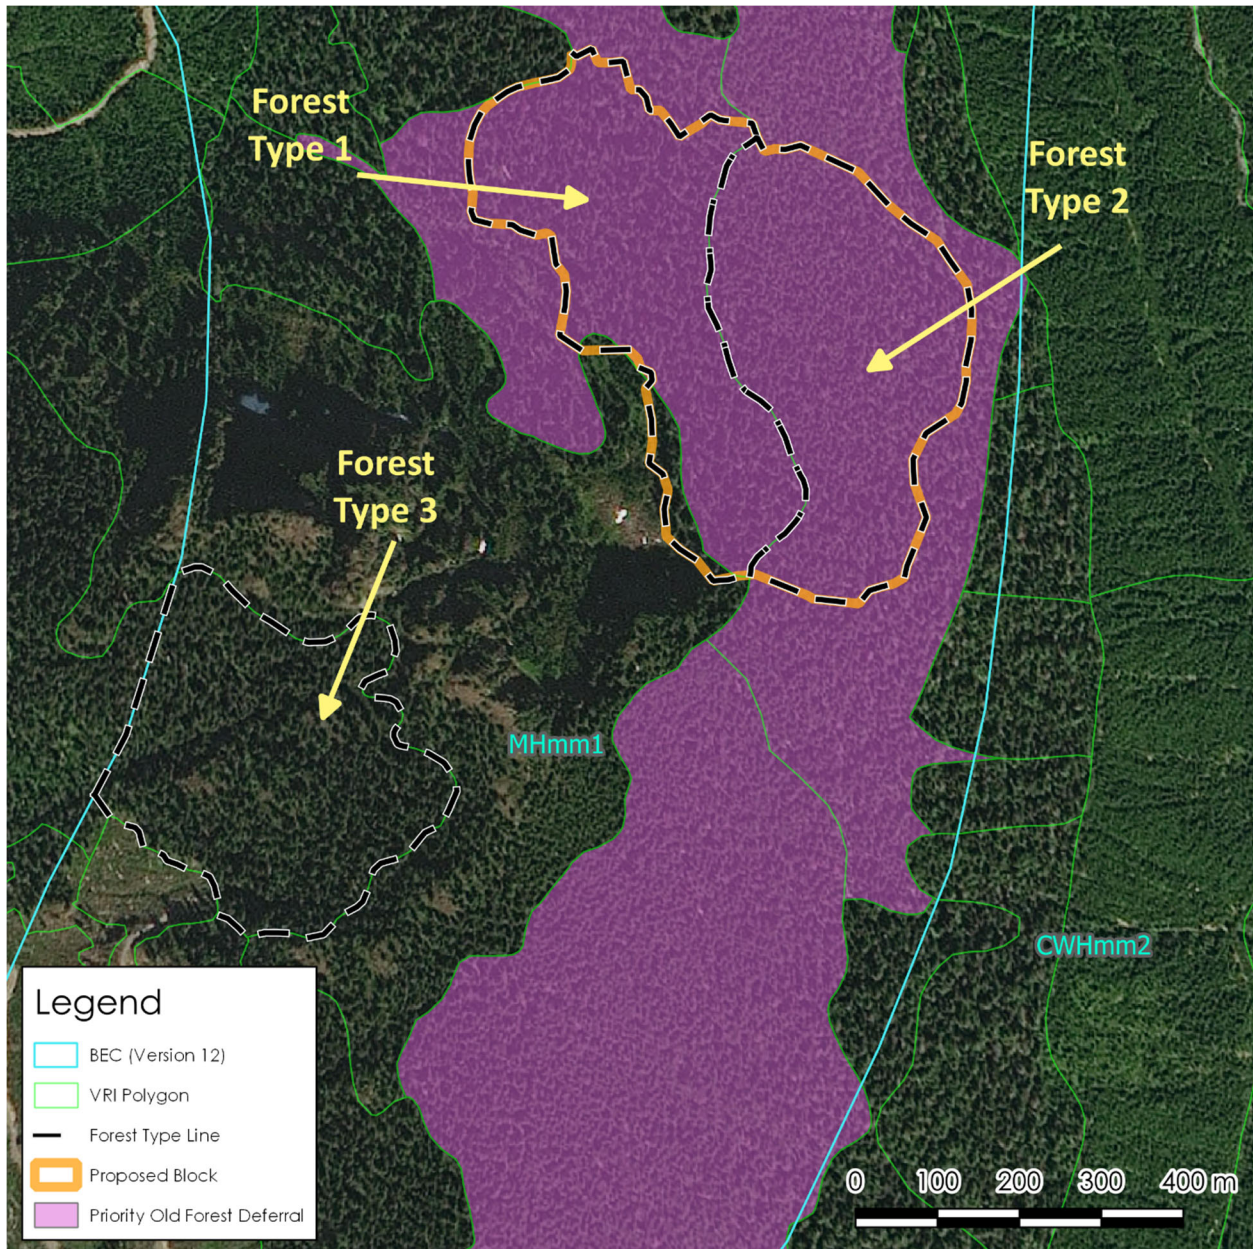 Forest
Type 1
Forest
Type 2
Forest
Type 3
MHmm1
CWHmm2
Legend
BEC (Version 12)
VRI Polygon
Forest Type Line
Proposed Block
Priority Old Forest Deferral
0 100 200 300 400 m